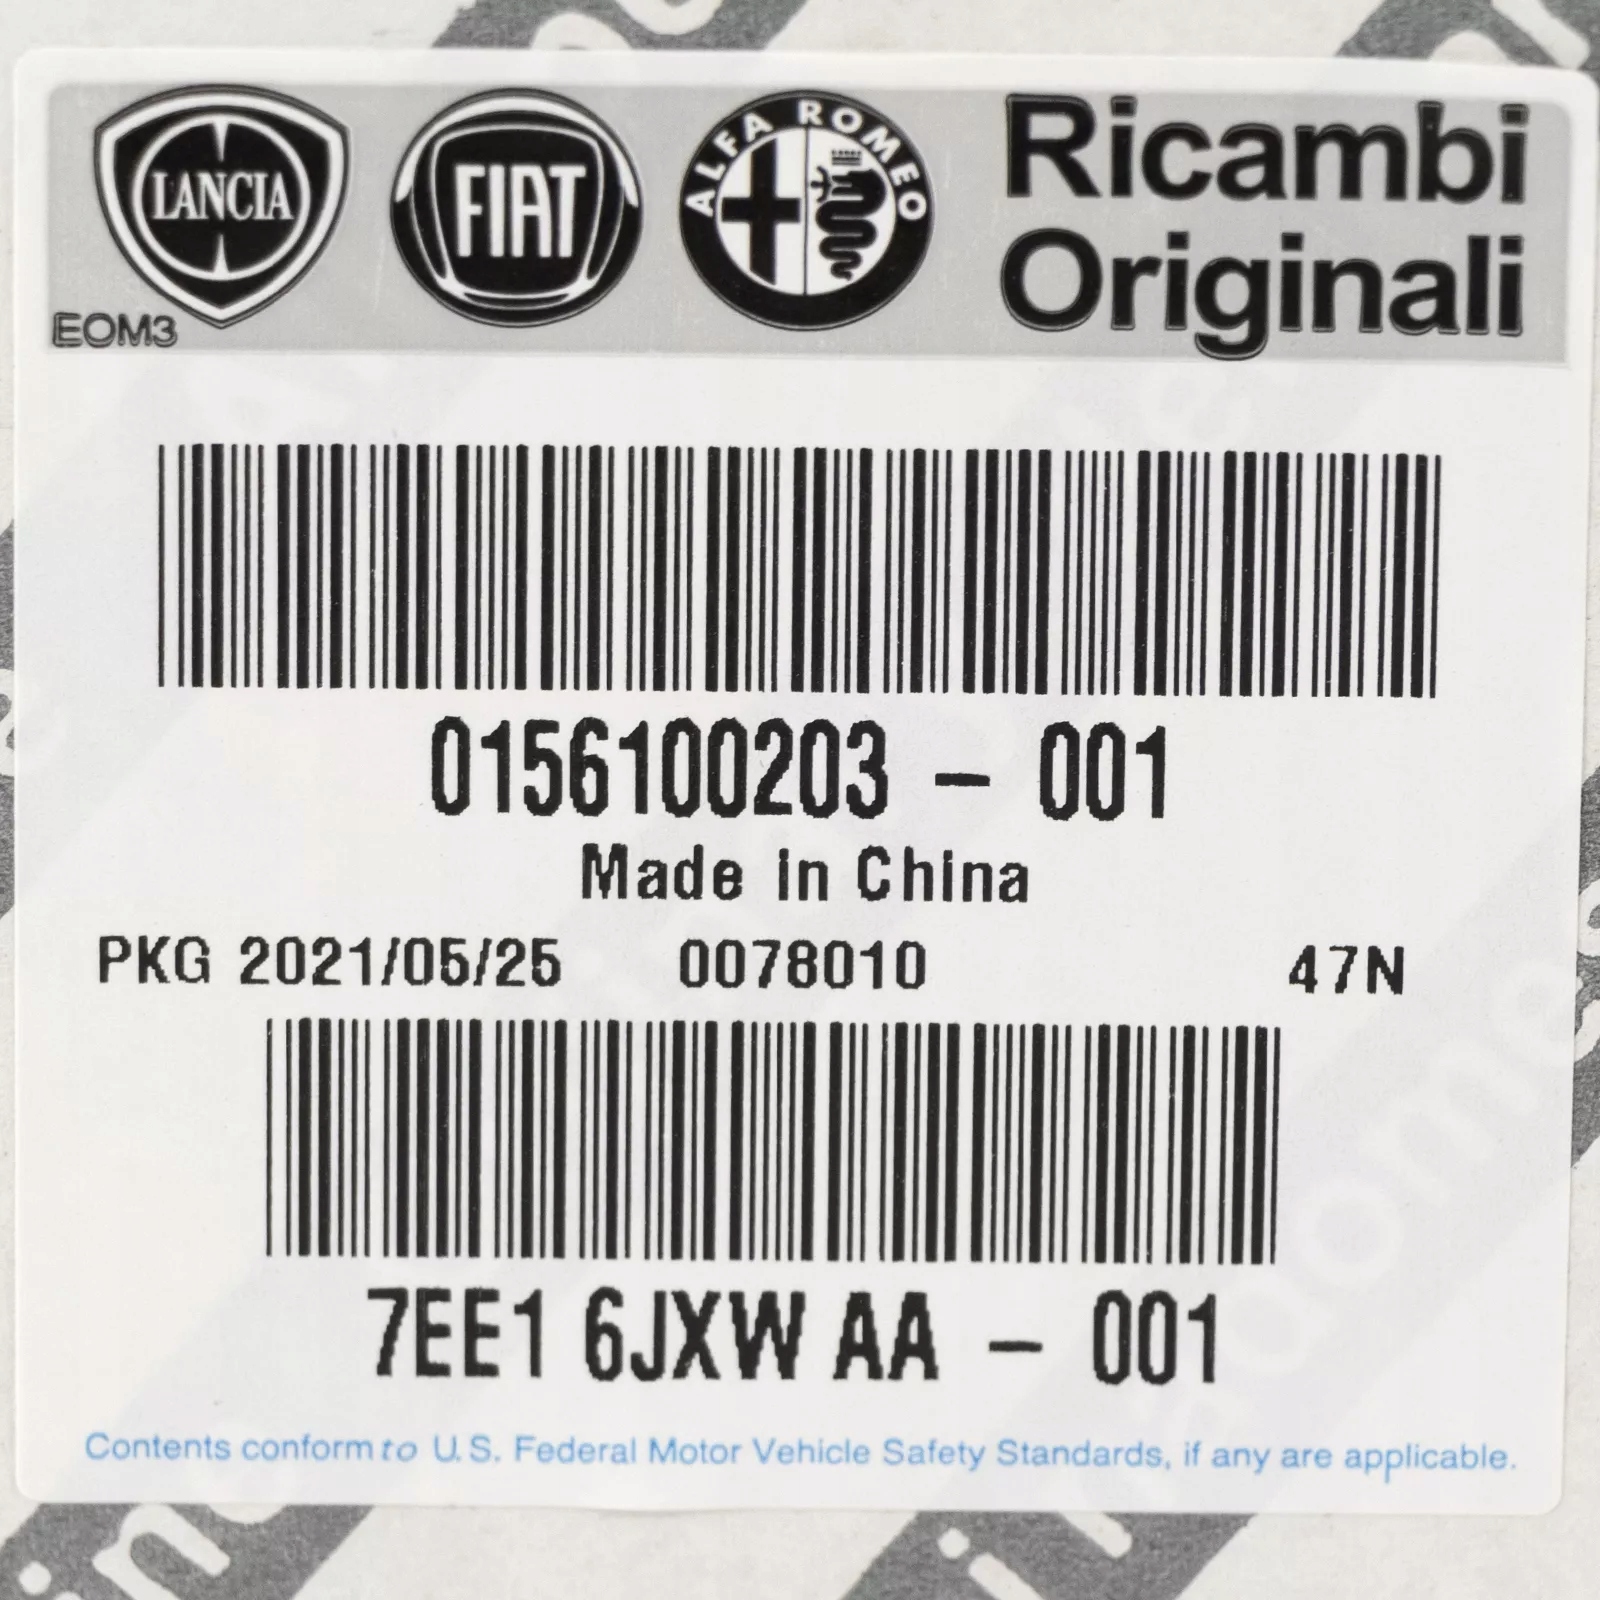 LANCIA
FIAT
ALFA ROMEO
Ricambi
Originali
EOM3
0156100203 - 001
Made in China
PKG 2021/05/25 0078010 47N
7EE1 6JXW AA - 001
Contents conform to U.S. Federal Motor Vehicle Safety Standards, if any are applicable.